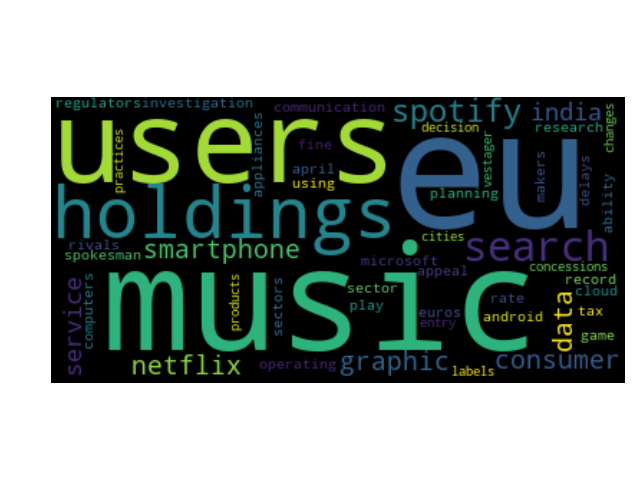 regulators investigation communication spotify india changes
users practices appliances fine decision research
eu vestager makers delays ability
april using planning
holdings cities search
rivals spokesman smartphone microsoft appeal concessions record
music products sectors sector play euros entry rate android data cloud tax game
service computers
netflix operating graphic labels consumer